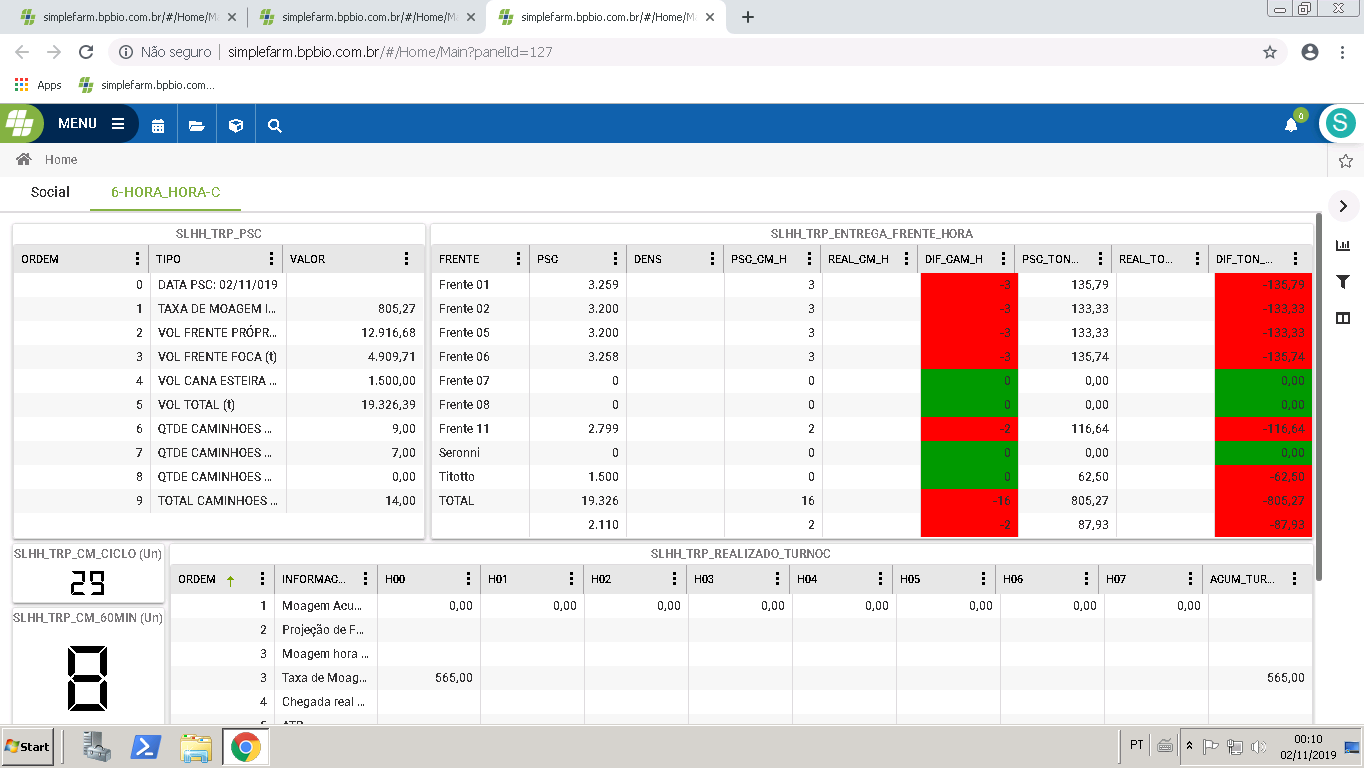 simplefarm.bpbio.com.br/#/Home/M simplefarm.bpbio.com.br/#/Home/ simplefarm.bpbio.com.br/#/Home/M
Não seguro simplefarm.bpbio.com.br/#/Home/Main?panelId=127
Apps simplefarm.bpbio.com....
MENU 0 S
Home
Social 6-HORA_HORA-C
SLHH_TRP_PSC
ORDEM TIPO VALOR
0 DATA PSC: 02/11/019
1 TAXA DE MOAGEM I... 805,27
2 VOL FRENTE PRÓPR... 12.916,68
3 VOL FRENTE FOCA (t) 4.909,71
4 VOL CANA ESTEIRA ... 1.500,00
5 VOL TOTAL (t) 19.326,39
6 QTDE CAMINHOES ... 9,00
7 QTDE CAMINHOES ... 7,00
8 QTDE CAMINHOES ... 0,00
9 TOTAL CAMINHOES ... 14,00
SLHH_TRP_ENTREGA_FRENTE_HORA
FRENTE PSC DENS PSC_CM_H REAL_CM_H DIF_CAM_H PSC_TON... REAL_TO... DIF_TON_...
Frente 01 3.259 3 -3 135,79 -135,79
Frente 02 3.200 3 -3 133,33 -133,33
Frente 05 3.200 3 -3 133,33 -133,33
Frente 06 3.258 3 -3 135,74 -135,74
Frente 07 0 0 0 0,00 0,00
Frente 08 0 0 0 0,00 0,00
Frente 11 2.799 2 -2 116,64 -116,64
Seronni 0 0 0 0,00 0,00
Titotto 1.500 0 0 62,50 -62,50
TOTAL 19.326 16 -16 805,27 -805,27
2.110 2 -2 87,93 -87,93
SLHH_TRP_CM_CICLO (Un)
29
SLHH_TRP_CM_60MIN (Un)
8
SLHH_TRP_REALIZADO_TURNOC
ORDEM INFORMAC... H00 H01 H02 H03 H04 H05 H06 H07 ACUM_TUR...
1 Moagem Acu... 0,00 0,00 0,00 0,00 0,00 0,00 0,00 0,00
2 Projeção de F...
3 Moagem hora ...
3 Taxa de Moag... 565,00 565,00
4 Chegada real ...
Start PT 00:10
02/11/2019